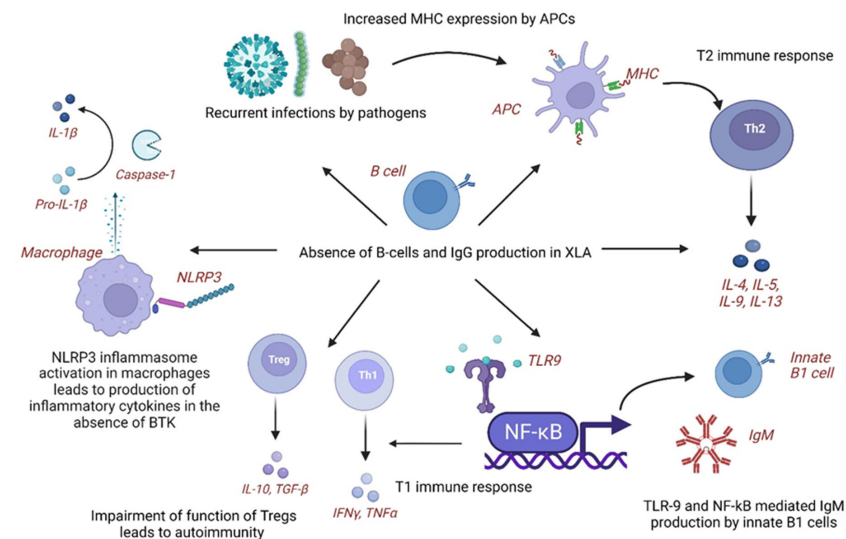 Increased MHC expression by APCs
T2 immune response
MHC
APC
Th2
Recurrent infections by pathogens
IL-1β
Caspase-1
Pro-IL-1β
B cell
Macrophage
NLRP3
Absence of B-cells and IgG production in XLA
IL-4, IL-5,
IL-9, IL-13
NLRP3 inflammasome
activation in macrophages
leads to production of
inflammatory cytokines in the
absence of BTK
Treg
Th1
TLR9
Innate
B1 cell
NF-κB
IgM
IL-10, TGF-β
IFNγ, TNFα
T1 immune response
Impairment of function of Tregs
leads to autoimmunity
TLR-9 and NF-kB mediated IgM
production by innate B1 cells